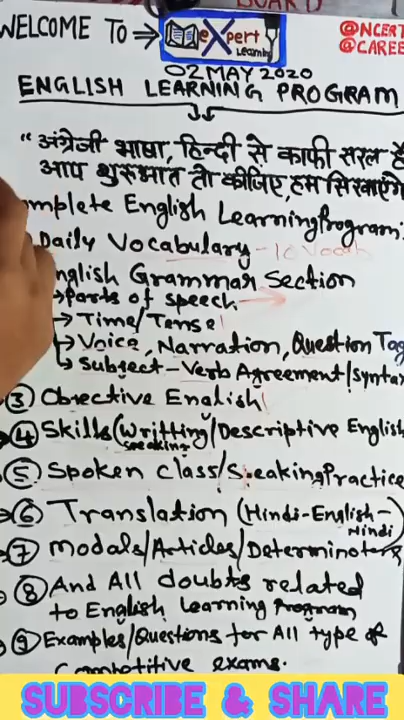 BOARD
WELCOME TO → eXpert Learning
@NCERT
@CAREE
02 MAY 2020
ENGLISH LEARNING PROGRAM
"अंग्रेजी भाषा, हिन्दी से काफी सरल है
आप शुरूआत तो कीजिए, हम सिखाएंगे
omplete English Learning Program:
Daily Vocabulary - 10 Vocab
nglish Grammar Section
→ Parts of speech →
→ Time/Tense
→ Voice, Narration, Question Tag
→ Subject-Verb Agreement/Syntax
③ Objective English
④ Skills (Writting/Descriptive English
speaking
⑤ Spoken class/Speaking Practice
⑥ Translation (Hindi-English-
Hindi)
⑦ Modals/Articles/Determinaters
⑧ And All doubts related
to English Learning Program
⑨ Examples/Questions for All type of
Competitive exams.
SUBSCRIBE & SHARE